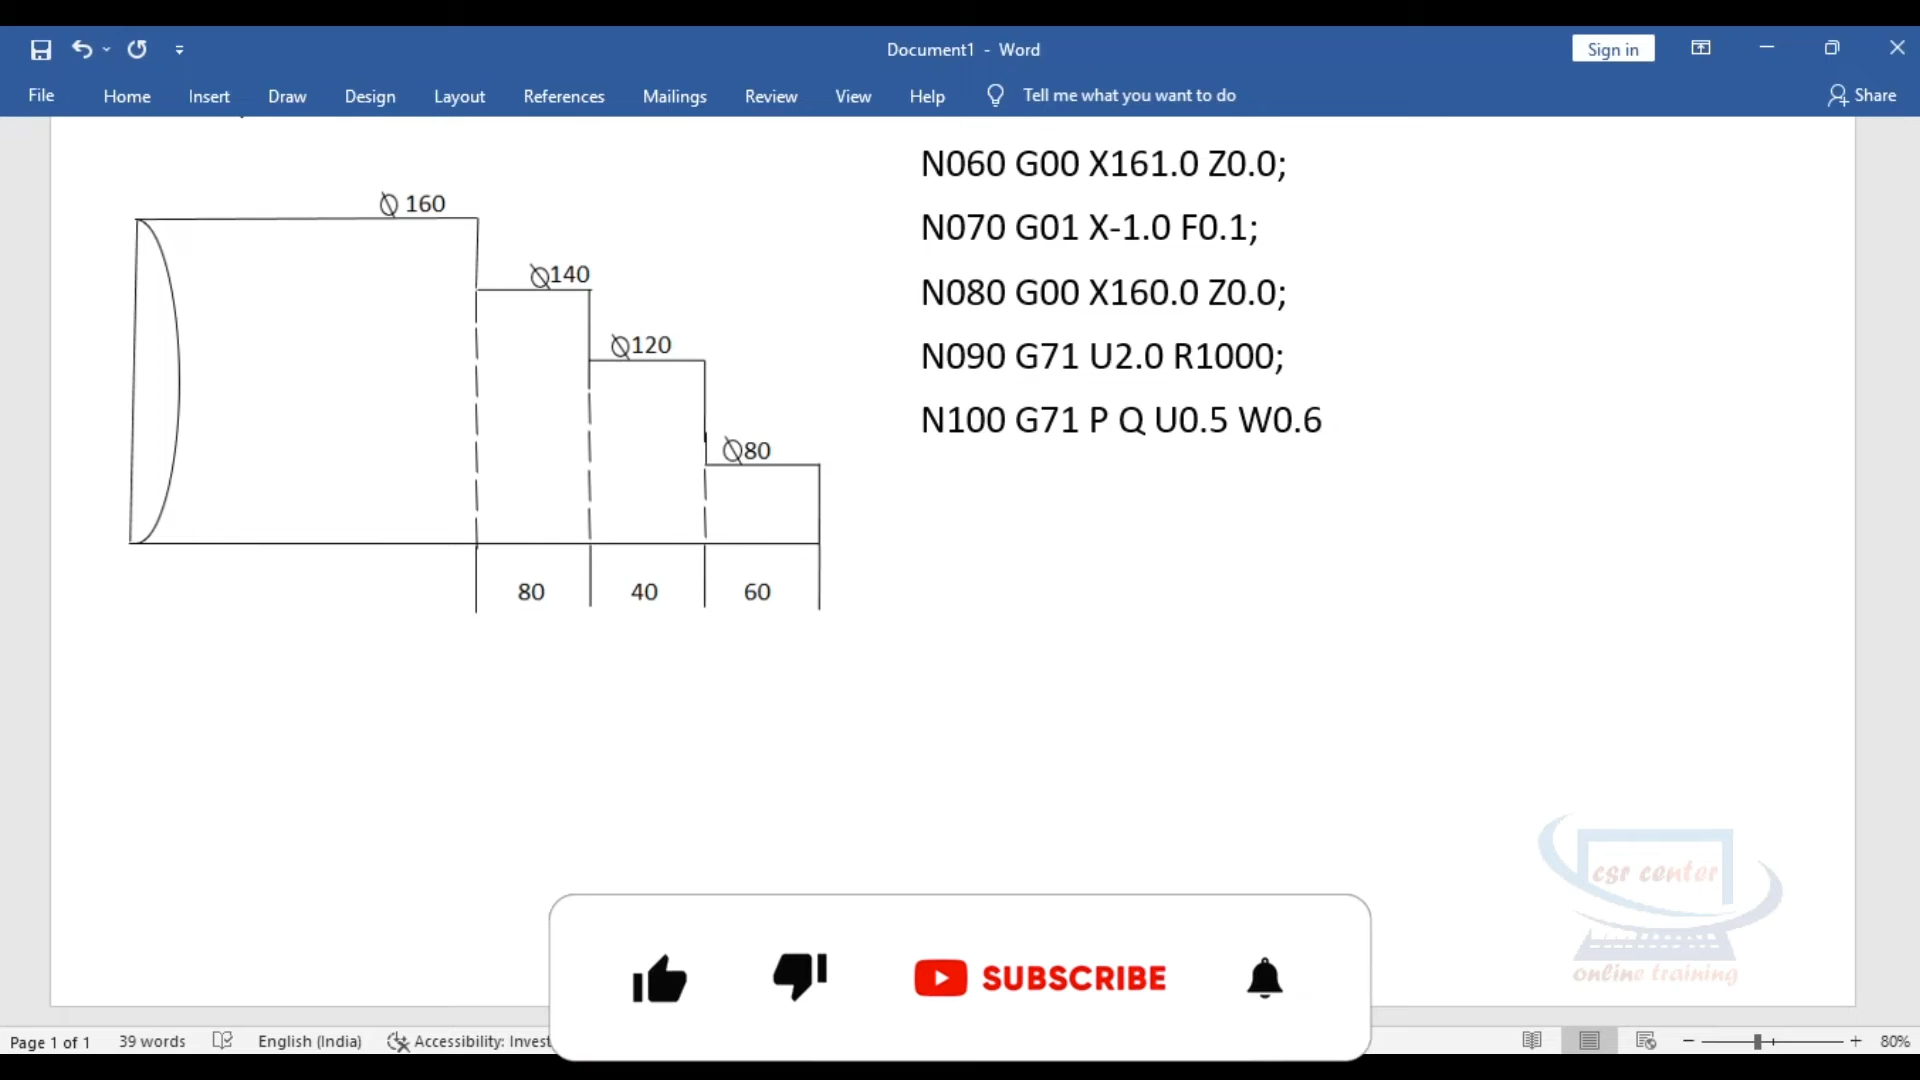 Document1 - Word
Sign in
File Home Insert Draw Design Layout References Mailings Review View Help Tell me what you want to do Share
N060 G00 X161.0 Z0.0;
N070 G01 X-1.0 F0.1;
N080 G00 X160.0 Z0.0;
N090 G71 U2.0 R1000;
N100 G71 P Q U0.5 W0.6
Ø 160
Ø140
Ø120
Ø80
80 40 60
csr center
online training
SUBSCRIBE
Page 1 of 1 39 words English (India) Accessibility: Invest 80%